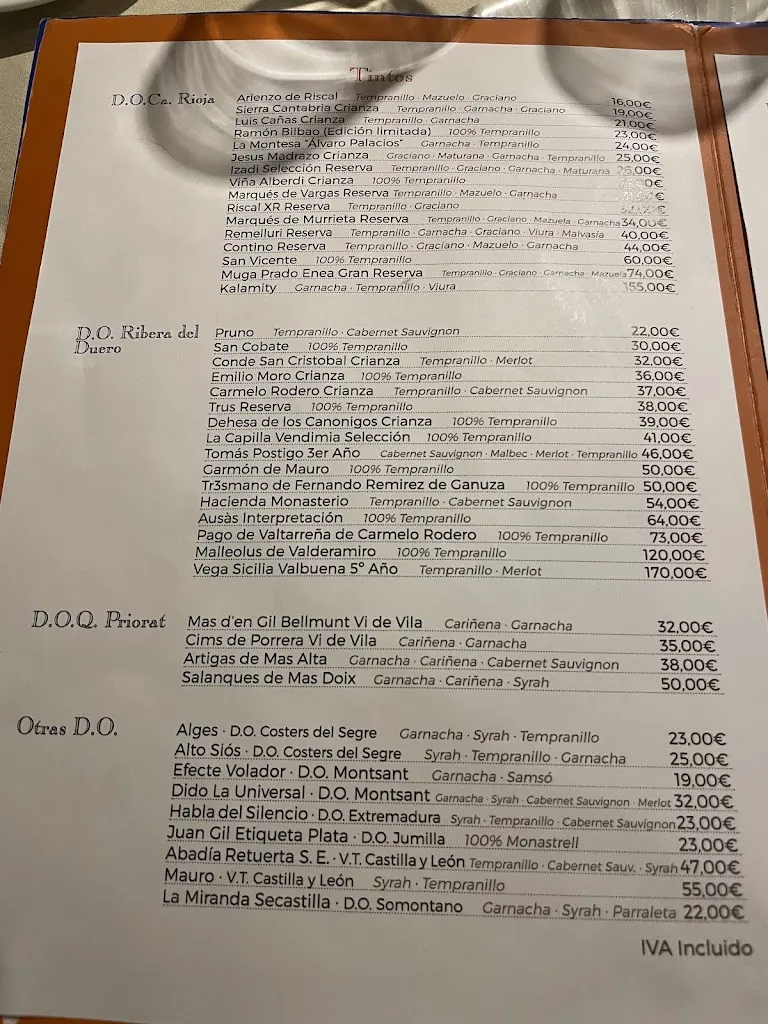 Tintos
D.O.Ca. Rioja
Arienzo de Riscal Tempranillo · Mazuelo · Graciano 16,00€
Sierra Cantabria Crianza Tempranillo · Garnacha · Graciano 19,00€
Luis Cañas Crianza Tempranillo · Garnacha 21,00€
Ramón Bilbao (Edición limitada) 100% Tempranillo 23,00€
La Montesa "Álvaro Palacios" Garnacha · Tempranillo 24,00€
Jesus Madrazo Crianza Graciano · Maturana · Garnacha · Tempranillo 25,00€
Izadi Selección Reserva Tempranillo · Graciano · Garnacha · Maturana
Viña Alberdi Crianza 100% Tempranillo
Marqués de Vargas Reserva Tempranillo · Mazuelo · Garnacha
Riscal XR Reserva Tempranillo · Graciano
Marqués de Murrieta Reserva Tempranillo · Graciano · Mazuela · Garnacha 34,00€
Remelluri Reserva Tempranillo · Garnacha · Graciano · Viura · Malvasía 40,00€
Contino Reserva Tempranillo · Graciano · Mazuelo · Garnacha 44,00€
San Vicente 100% Tempranillo 60,00€
Muga Prado Enea Gran Reserva Tempranillo · Graciano · Garnacha · Mazuela 74,00€
Kalamity Garnacha · Tempranillo · Viura 155,00€
D.O. Ribera del
Duero
Pruno Tempranillo · Cabernet Sauvignon 22,00€
San Cobate 100% Tempranillo 30,00€
Conde San Cristobal Crianza Tempranillo · Merlot 32,00€
Emilio Moro Crianza 100% Tempranillo 36,00€
Carmelo Rodero Crianza Tempranillo · Cabernet Sauvignon 37,00€
Trus Reserva 100% Tempranillo 38,00€
Dehesa de los Canonigos Crianza 100% Tempranillo 39,00€
La Capilla Vendimia Selección 100% Tempranillo 41,00€
Tomás Postigo 3er Año Cabernet Sauvignon · Malbec · Merlot · Tempranillo 46,00€
Garmón de Mauro 100% Tempranillo 50,00€
Tr3smano de Fernando Remirez de Ganuza 100% Tempranillo 50,00€
Hacienda Monasterio Tempranillo · Cabernet Sauvignon 54,00€
Ausàs Interpretación 100% Tempranillo 64,00€
Pago de Valtarreña de Carmelo Rodero 100% Tempranillo 73,00€
Malleolus de Valderamiro 100% Tempranillo 120,00€
Vega Sicilia Valbuena 5º Año Tempranillo · Merlot 170,00€
D.O.Q. Priorat
Mas d'en Gil Bellmunt Vi de Vila Cariñena · Garnacha 32,00€
Cims de Porrera Vi de Vila Cariñena · Garnacha 35,00€
Artigas de Mas Alta Garnacha · Cariñena · Cabernet Sauvignon 38,00€
Salanques de Mas Doix Garnacha · Cariñena · Syrah 50,00€
Otras D.O.
Alges · D.O. Costers del Segre Garnacha · Syrah · Tempranillo 23,00€
Alto Siós · D.O. Costers del Segre Syrah · Tempranillo · Garnacha 25,00€
Efecte Volador · D.O. Montsant Garnacha · Samsó 19,00€
Dido La Universal · D.O. Montsant Garnacha · Syrah · Cabernet Sauvignon · Merlot 32,00€
Habla del Silencio · D.O. Extremadura Syrah · Tempranillo · Cabernet Sauvignon 23,00€
Juan Gil Etiqueta Plata · D.O. Jumilla 100% Monastrell 23,00€
Abadía Retuerta S. E. · V.T. Castilla y León Tempranillo · Cabernet Sauv. · Syrah 47,00€
Mauro · V.T. Castilla y León Syrah · Tempranillo 55,00€
La Miranda Secastilla · D.O. Somontano Garnacha · Syrah · Parraleta 22,00€
IVA Incluido